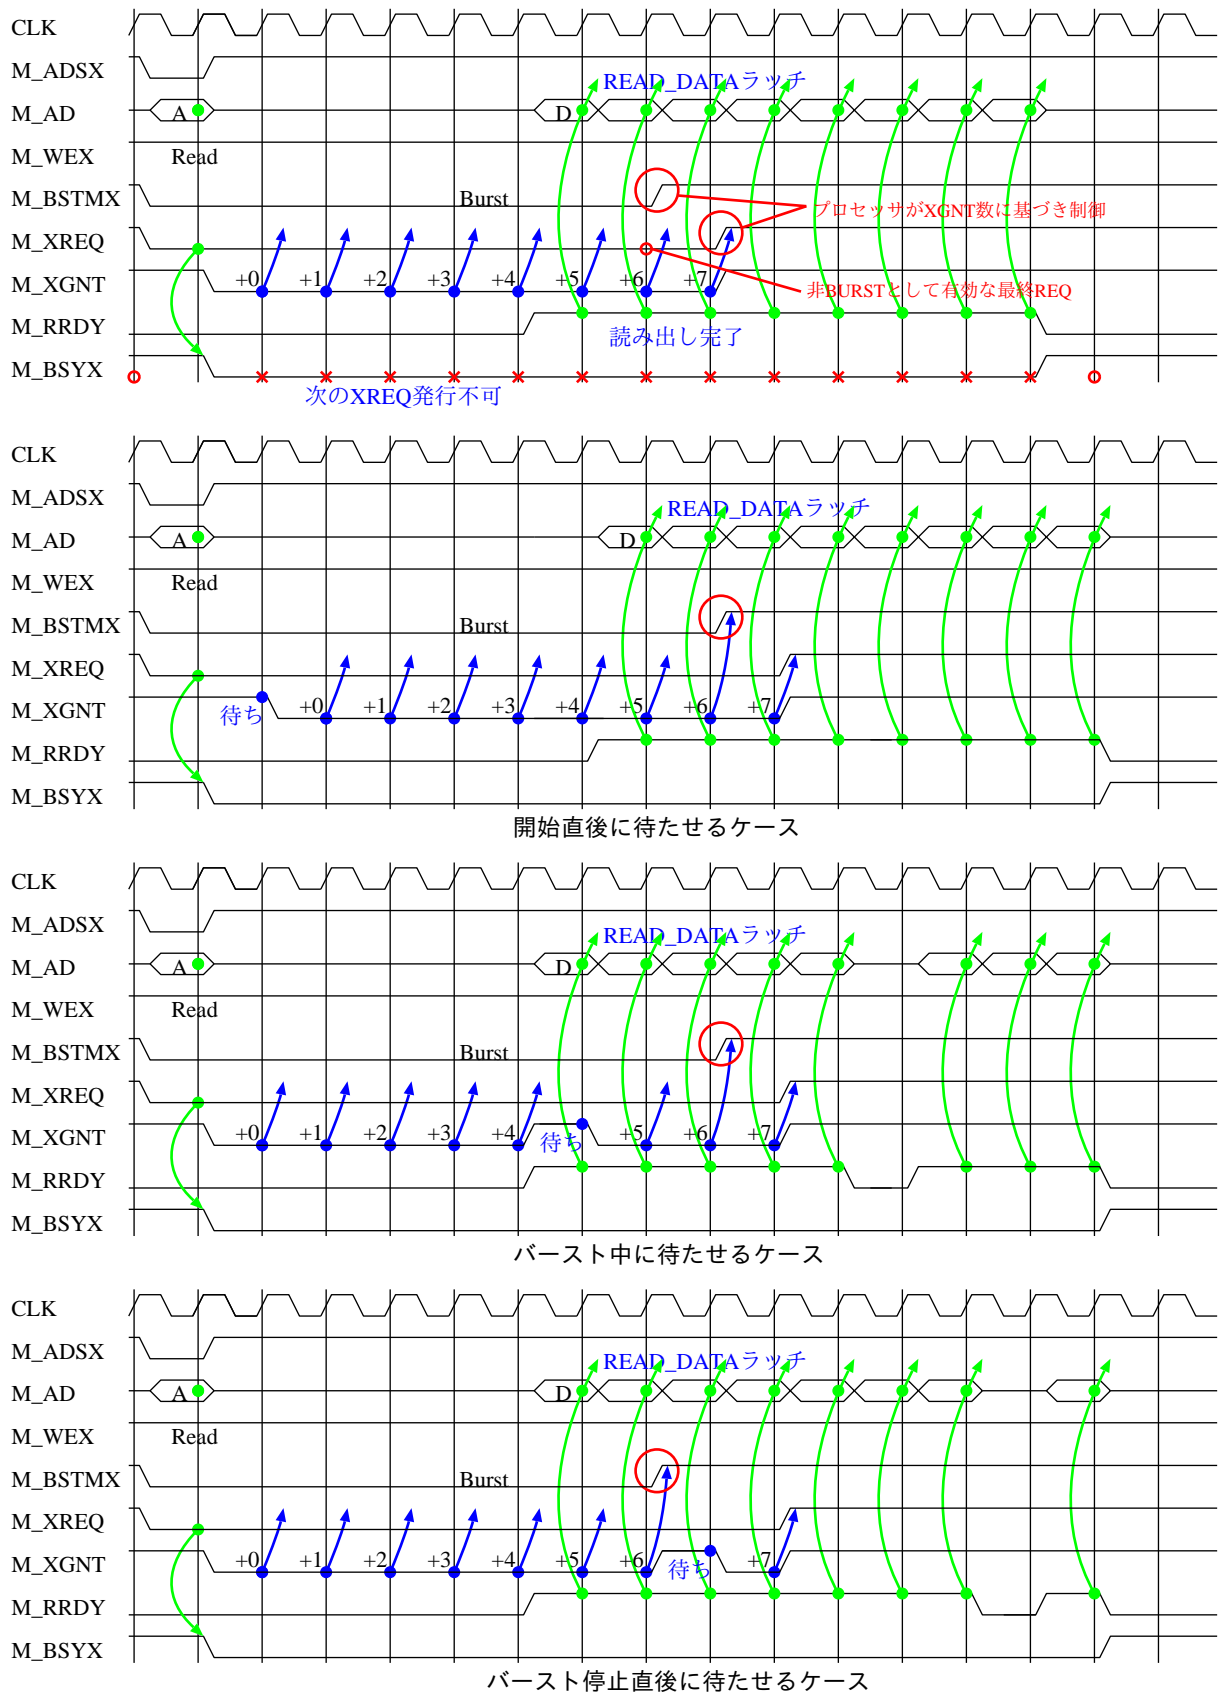 CLK
M_ADSX
READ_DATAラッチ
M_AD A D
M_WEX Read
M_BSTMX Burst
プロセッサがXGNT数に基づき制御
M_XREQ
M_XGNT +0 +1 +2 +3 +4 +5 +6 +7
非BURSTとして有効な最終REQ
M_RRDY 読み出し完了
M_BSYX
次のXREQ発行不可
CLK
M_ADSX
READ_DATAラッチ
M_AD A D
M_WEX Read
M_BSTMX Burst
M_XREQ
M_XGNT 待ち +0 +1 +2 +3 +4 +5 +6 +7
M_RRDY
M_BSYX
開始直後に待たせるケース
CLK
M_ADSX
READ_DATAラッチ
M_AD A D
M_WEX Read
M_BSTMX Burst
M_XREQ
M_XGNT +0 +1 +2 +3 +4 待ち +5 +6 +7
M_RRDY
M_BSYX
バースト中に待たせるケース
CLK
M_ADSX
READ_DATAラッチ
M_AD A D
M_WEX Read
M_BSTMX Burst
M_XREQ
M_XGNT +0 +1 +2 +3 +4 +5 +6 待ち +7
M_RRDY
M_BSYX
バースト停止直後に待たせるケース